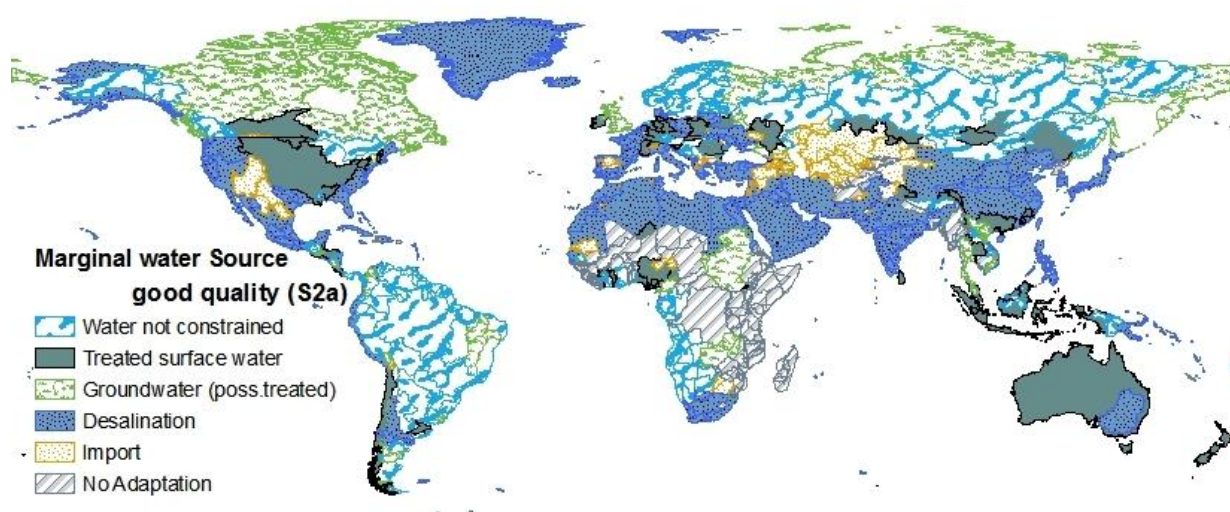 Marginal water Source
good quality (S2a)
Water not constrained
Treated surface water
Groundwater (poss.treated)
Desalination
Import
No Adaptation